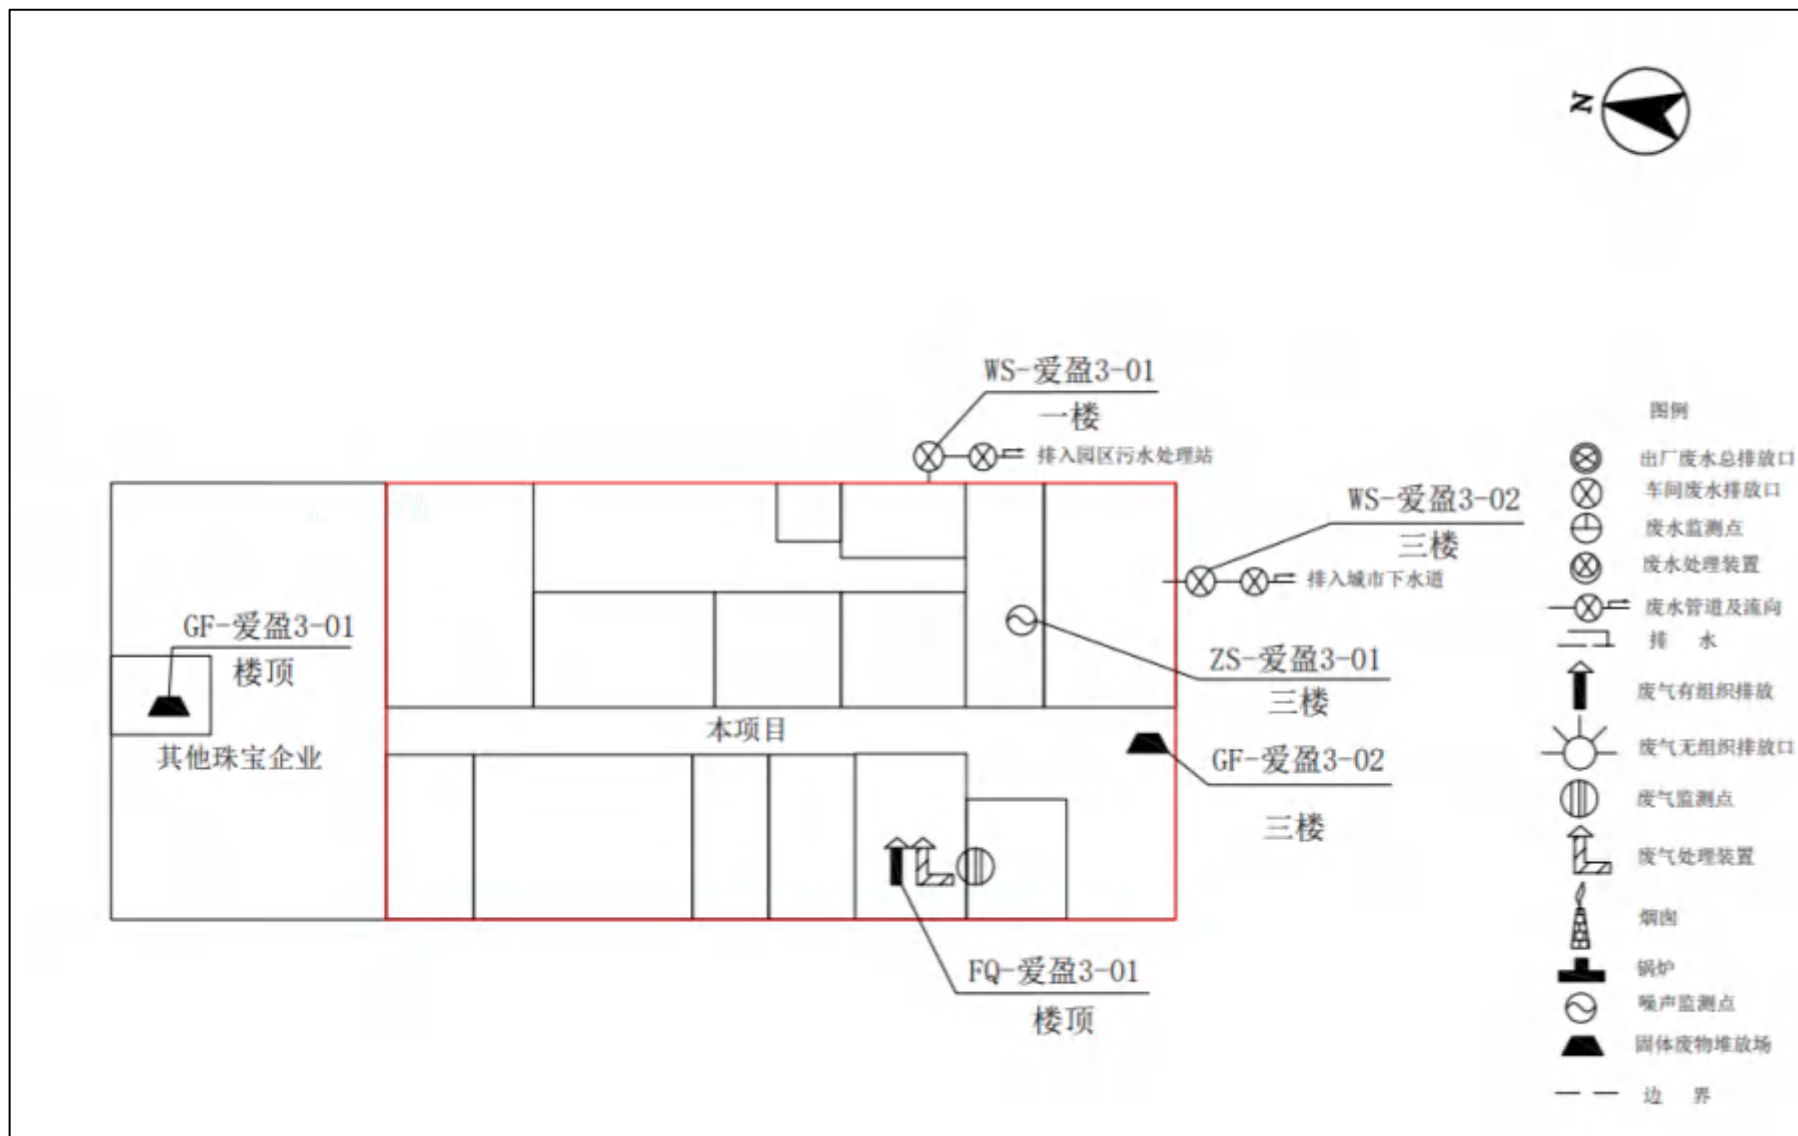 N
WS-爱盈3-01
一楼
排入园区污水处理站
WS-爱盈3-02
三楼
排入城市下水道
GF-爱盈3-01
楼顶
其他珠宝企业
ZS-爱盈3-01
三楼
本项目
GF-爱盈3-02
三楼
FQ-爱盈3-01
楼顶
图例
出厂废水总排放口
车间废水排放口
废水监测点
废水处理装置
废水管道及流向
排 水
废气有组织排放
废气无组织排放口
废气监测点
废气处理装置
烟囱
锅炉
噪声监测点
固体废物堆放场
边 界